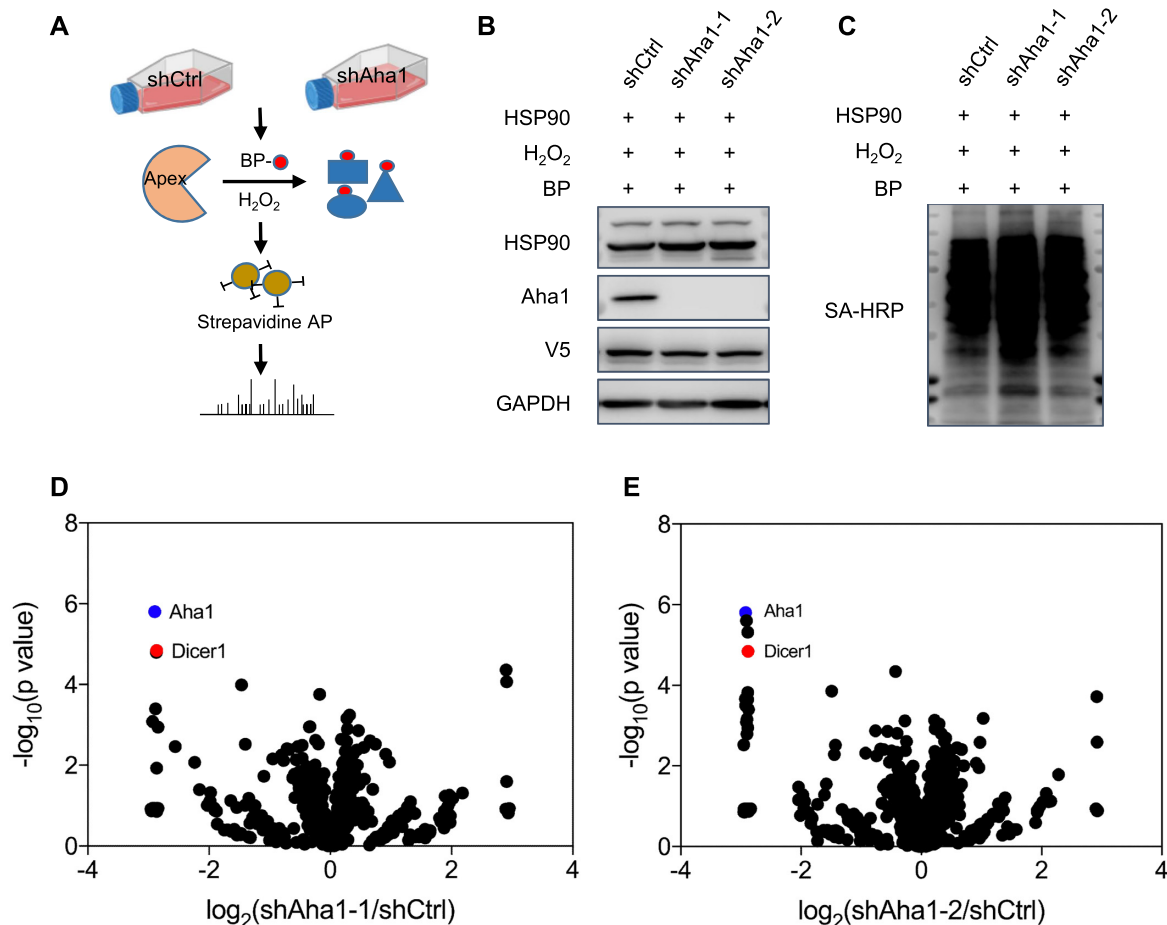 A
shCtrl
shAha1
Apex
BP-
H₂O₂
Strepavidine AP
B
shCtrl
shAha1-1
shAha1-2
HSP90 + + +
H₂O₂ + + +
BP + + +
HSP90
Aha1
V5
GAPDH
C
shCtrl
shAha1-1
shAha1-2
HSP90 + + +
H₂O₂ + + +
BP + + +
SA-HRP
D
8
6
4
2
0
-log₁₀(p value)
Aha1
Dicer1
-4 -2 0 2 4
log₂(shAha1-1/shCtrl)
E
8
6
4
2
0
-log₁₀(p value)
Aha1
Dicer1
-4 -2 0 2 4
log₂(shAha1-2/shCtrl)